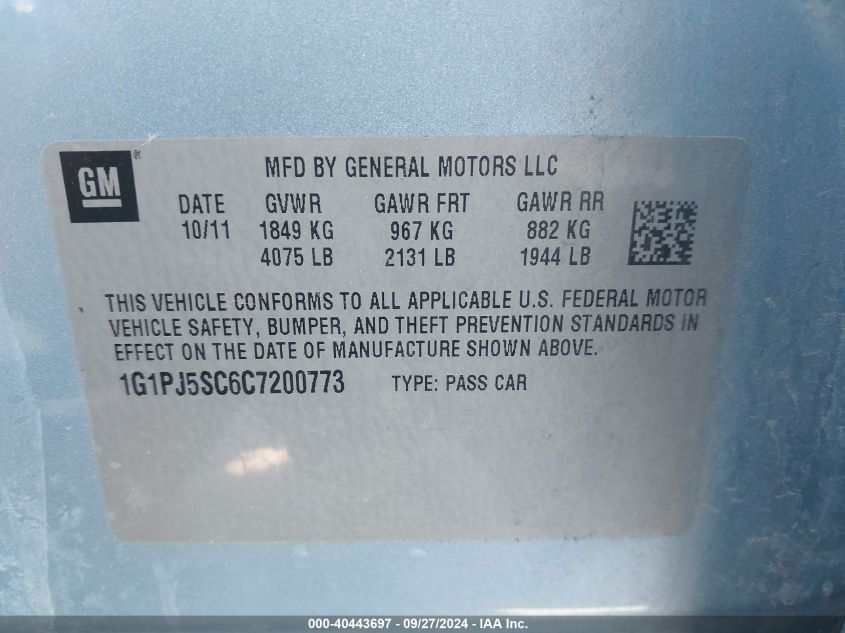 GM ®
MFD BY GENERAL MOTORS LLC
DATE GVWR GAWR FRT GAWR RR
10/11 1849 KG 967 KG 882 KG
4075 LB 2131 LB 1944 LB
THIS VEHICLE CONFORMS TO ALL APPLICABLE U.S. FEDERAL MOTOR
VEHICLE SAFETY, BUMPER, AND THEFT PREVENTION STANDARDS IN
EFFECT ON THE DATE OF MANUFACTURE SHOWN ABOVE.
1G1PJ5SC6C7200773 TYPE: PASS CAR
000-40443697 - 09/27/2024 - IAA Inc.